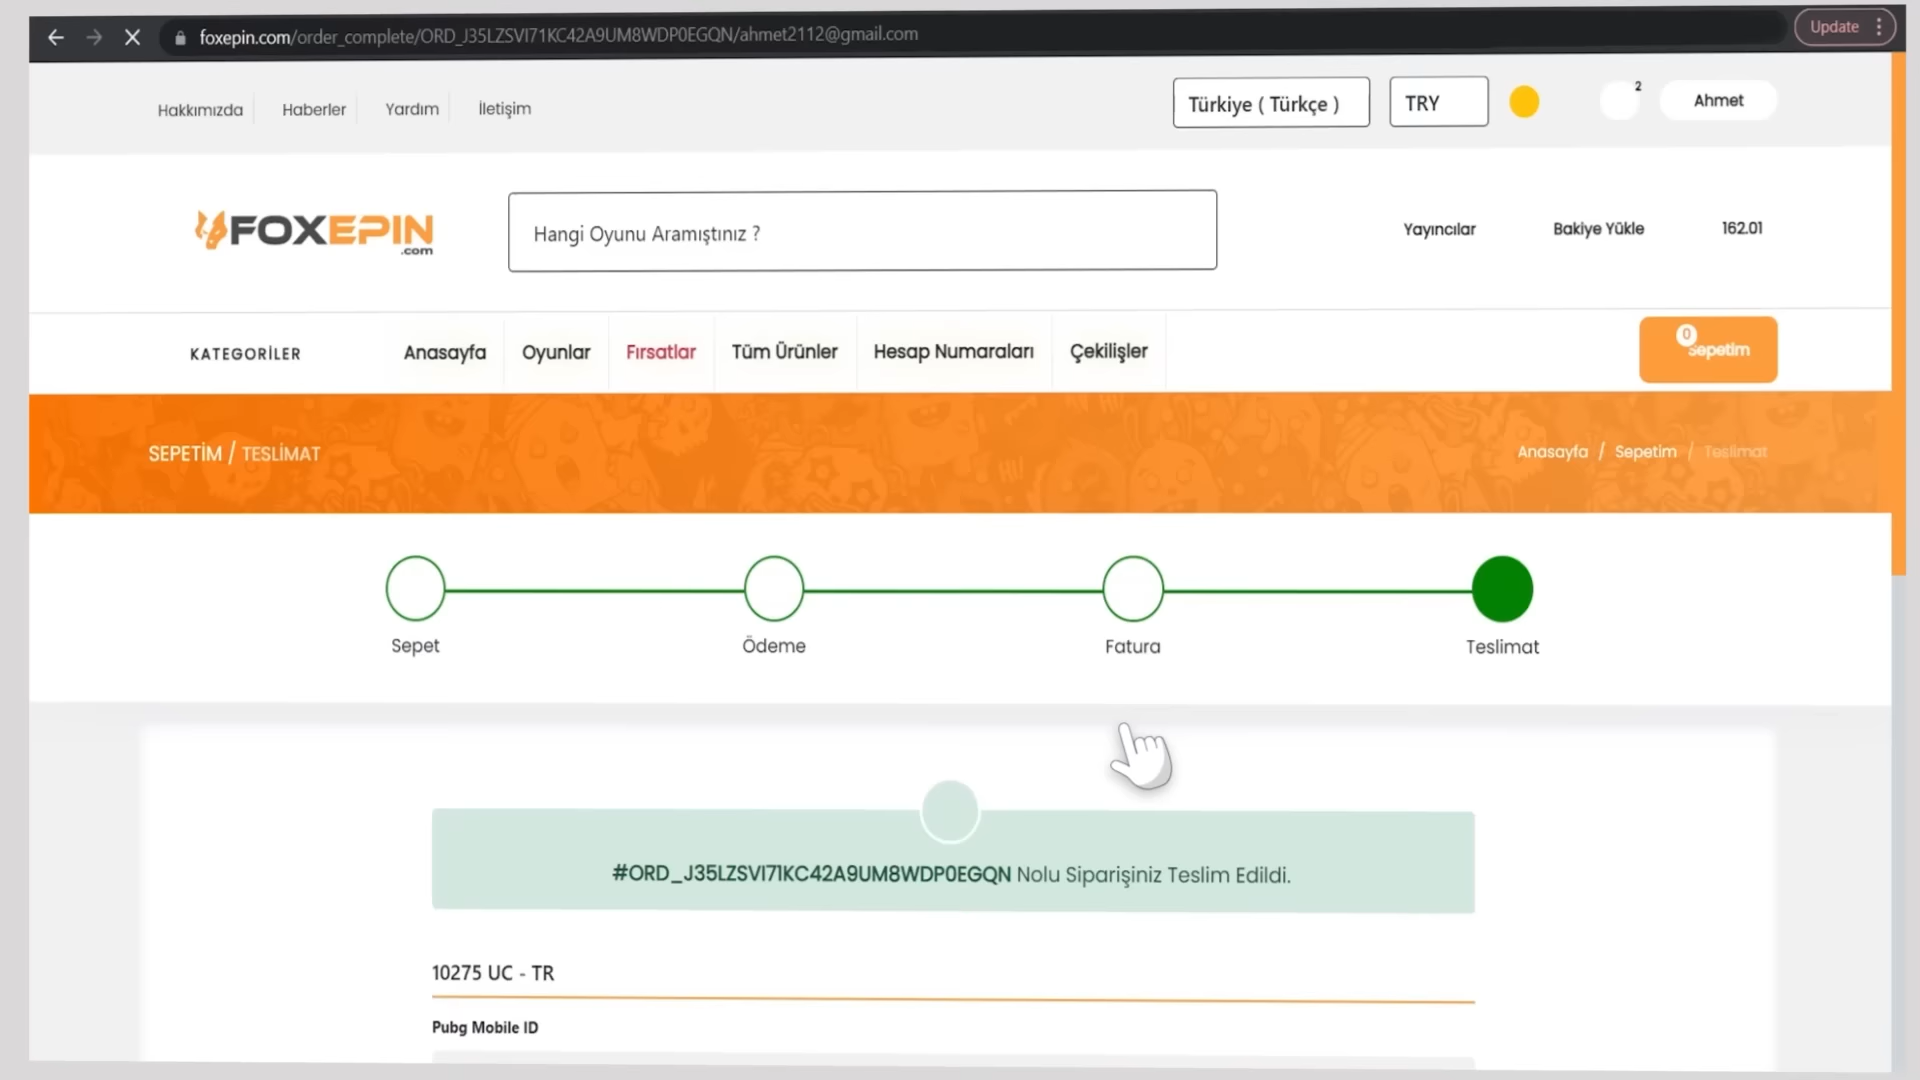 foxepin.com/order_complete/ORD_J35LZSVI71KC42A9UM8WDP0EGQN/ahmet2112@gmail.com
Update
Hakkımızda Haberler Yardım İletişim
Türkiye ( Türkçe ) TRY 2 Ahmet
FOXEPIN
.com
Hangi Oyunu Aramıştınız ?
Yayıncılar Bakiye Yükle 162.01
KATEGORİLER Anasayfa Oyunlar Fırsatlar Tüm Ürünler Hesap Numaraları Çekilişler
0 Sepetim
SEPETİM / TESLİMAT
Anasayfa / Sepetim / Teslimat
Sepet Ödeme Fatura Teslimat
#ORD_J35LZSVI71KC42A9UM8WDP0EGQN Nolu Siparişiniz Teslim Edildi.
10275 UC - TR
Pubg Mobile ID